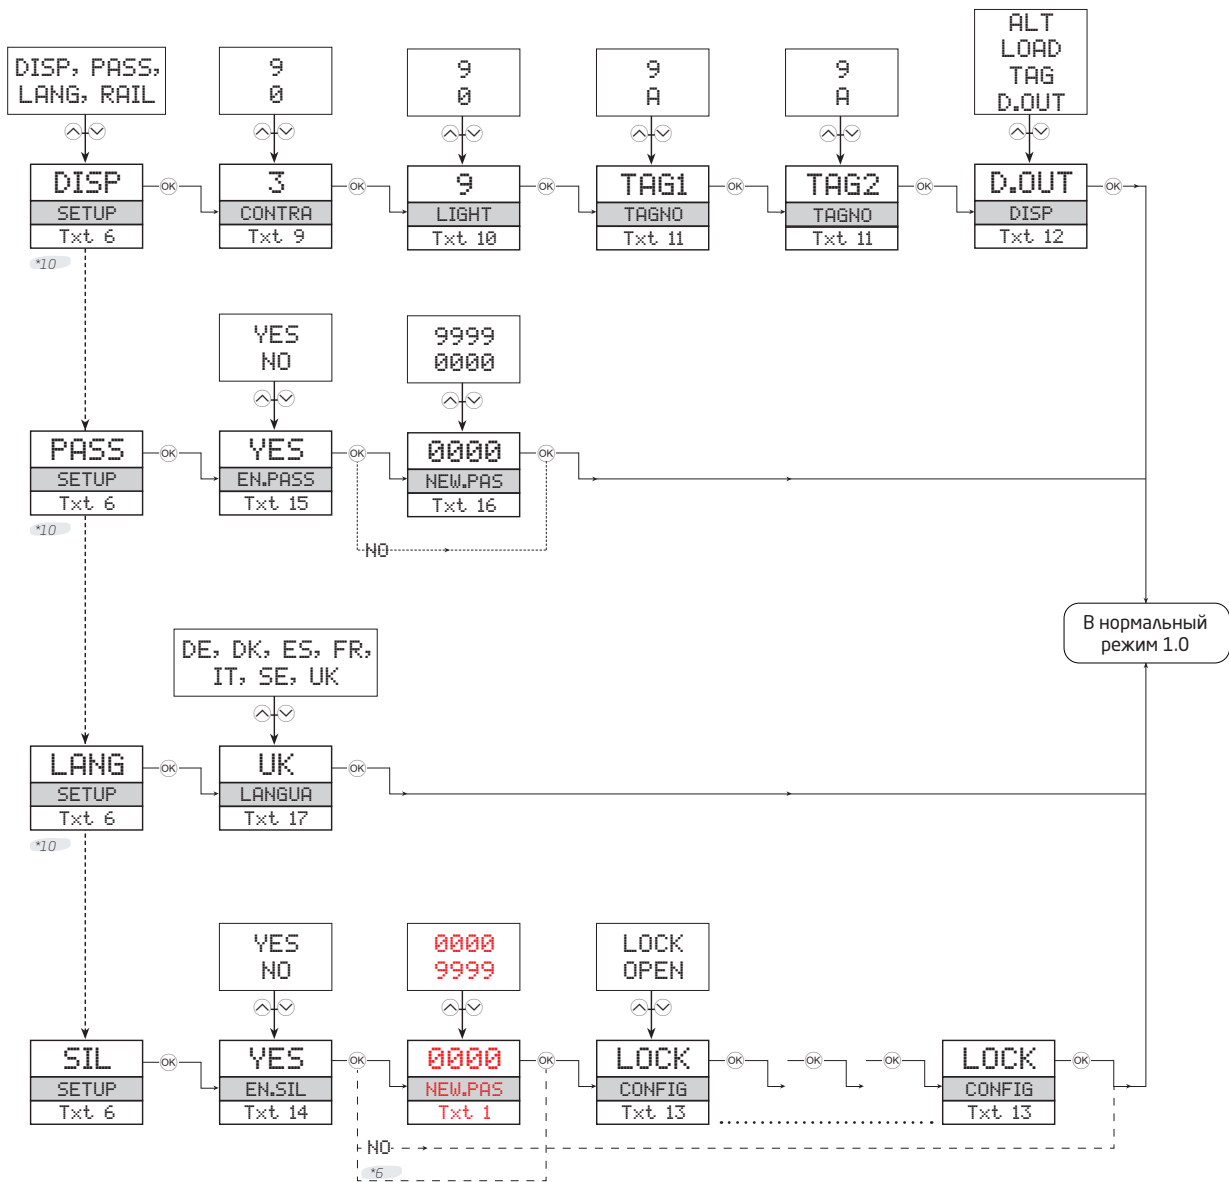 ALT
LOAD
TAG
D.OUT
DISP, PASS,
LANG, RAIL
9
0
9
0
9
A
9
A
DISP
SETUP
Txt 6
OK
3
CONTRA
Txt 9
OK
9
LIGHT
Txt 10
OK
TAG1
TAGNO
Txt 11
OK
TAG2
TAGNO
Txt 11
OK
D.OUT
DISP
Txt 12
OK
*10
YES
NO
9999
0000
PASS
SETUP
Txt 6
OK
YES
EN.PASS
Txt 15
OK
0000
NEW.PAS
Txt 16
OK
*10
NO
В нормальный
режим 1.0
DE, DK, ES, FR,
IT, SE, UK
LANG
SETUP
Txt 6
OK
UK
LANGUA
Txt 17
OK
*10
YES
NO
0000
9999
LOCK
OPEN
SIL
SETUP
Txt 6
OK
YES
EN.SIL
Txt 14
OK
0000
NEW.PAS
Txt 1
OK
LOCK
CONFIG
Txt 13
OK
OK
OK
LOCK
CONFIG
Txt 13
OK
NO
*6